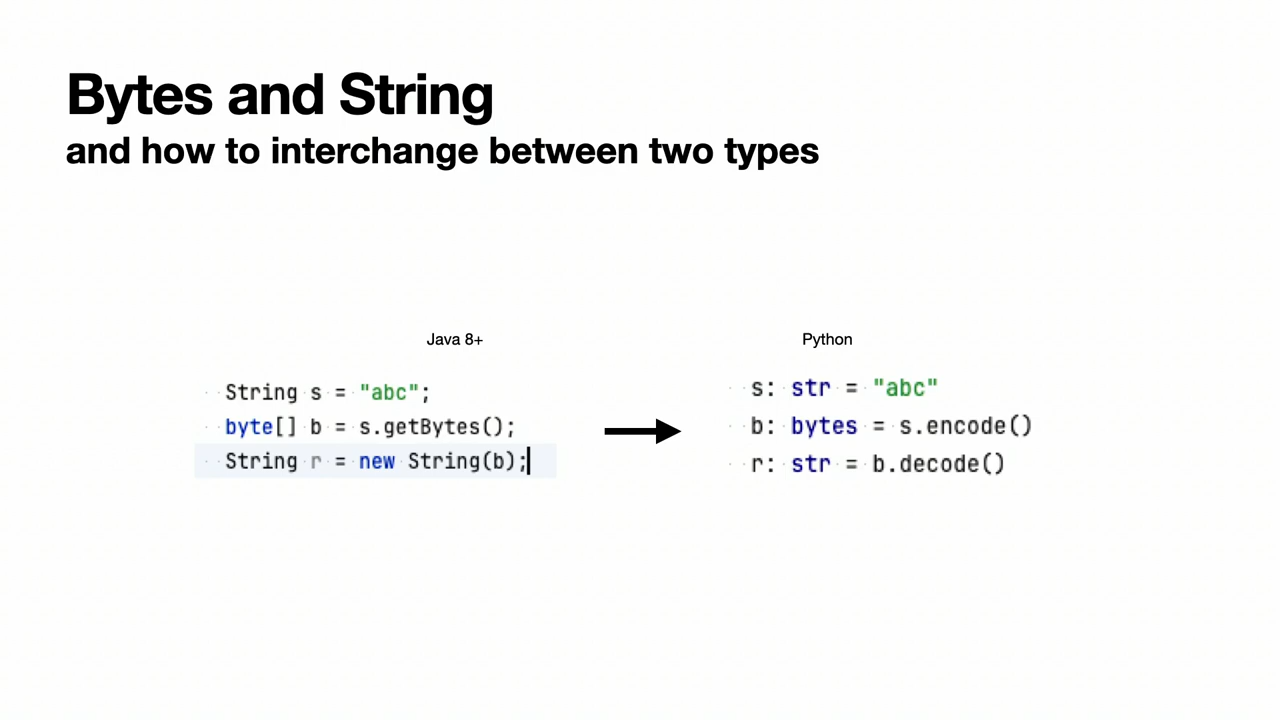 Bytes and String
and how to interchange between two types
Java 8+
String s = "abc";
byte[] b = s.getBytes();
String r = new String(b);
Python
s: str = "abc"
b: bytes = s.encode()
r: str = b.decode()